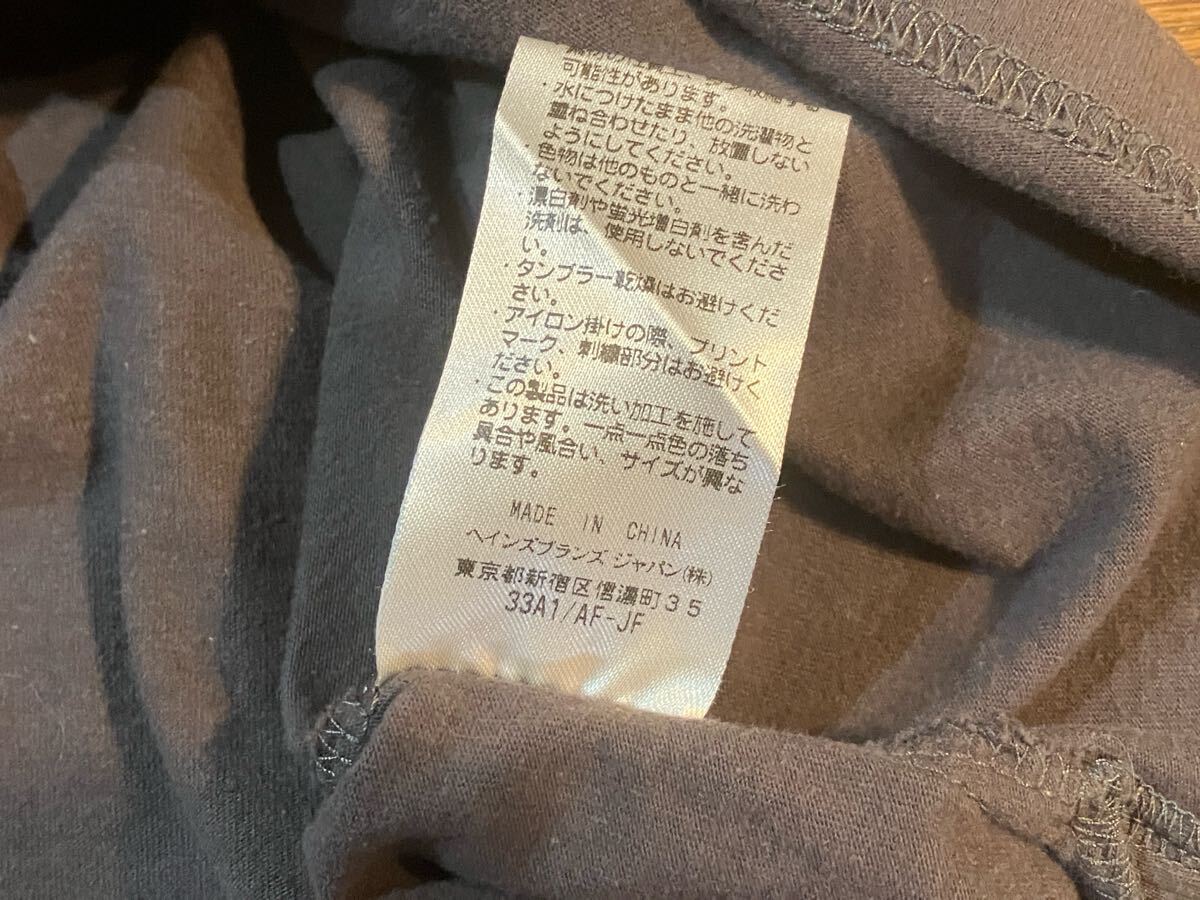 可能性があります。
・水につけたまま他の洗濯物と
重ね合わせたり、放置しない
ようにしてください。
色物は他のものと一緒に洗わ
ないでください。
・漂白剤や蛍光増白剤を含んだ
洗剤は、使用しないでくださ
い。
・タンブラー乾燥はお避けくだ
さい。
・アイロン掛けの際、プリント
マーク、刺繍部分はお避けく
ださい。
・この製品は洗い加工を施して
あります。一点一点色の落ち
具合や風合い、サイズが異な
ります。
MADE IN CHINA
ヘインズブランズ ジャパン(株)
東京都新宿区信濃町35
33A1/AF-JF